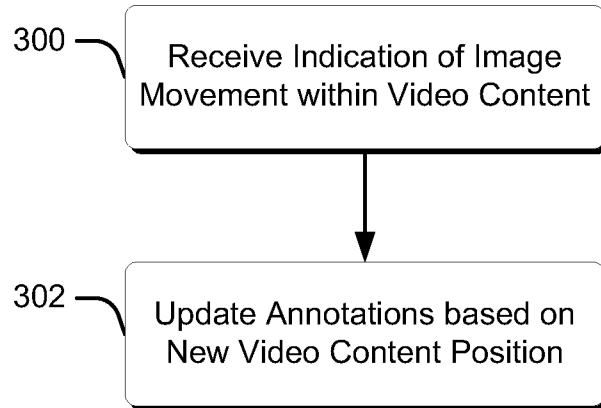 300
Receive Indication of Image
Movement within Video Content
302
Update Annotations based on
New Video Content Position